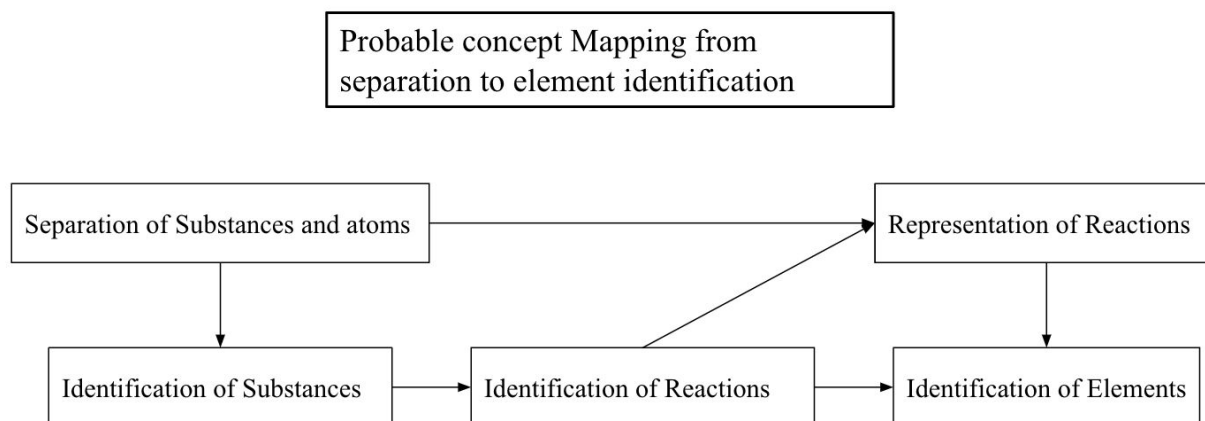 Probable concept Mapping from
separation to element identification
Separation of Substances and atoms
Representation of Reactions
Identification of Substances
Identification of Reactions
Identification of Elements